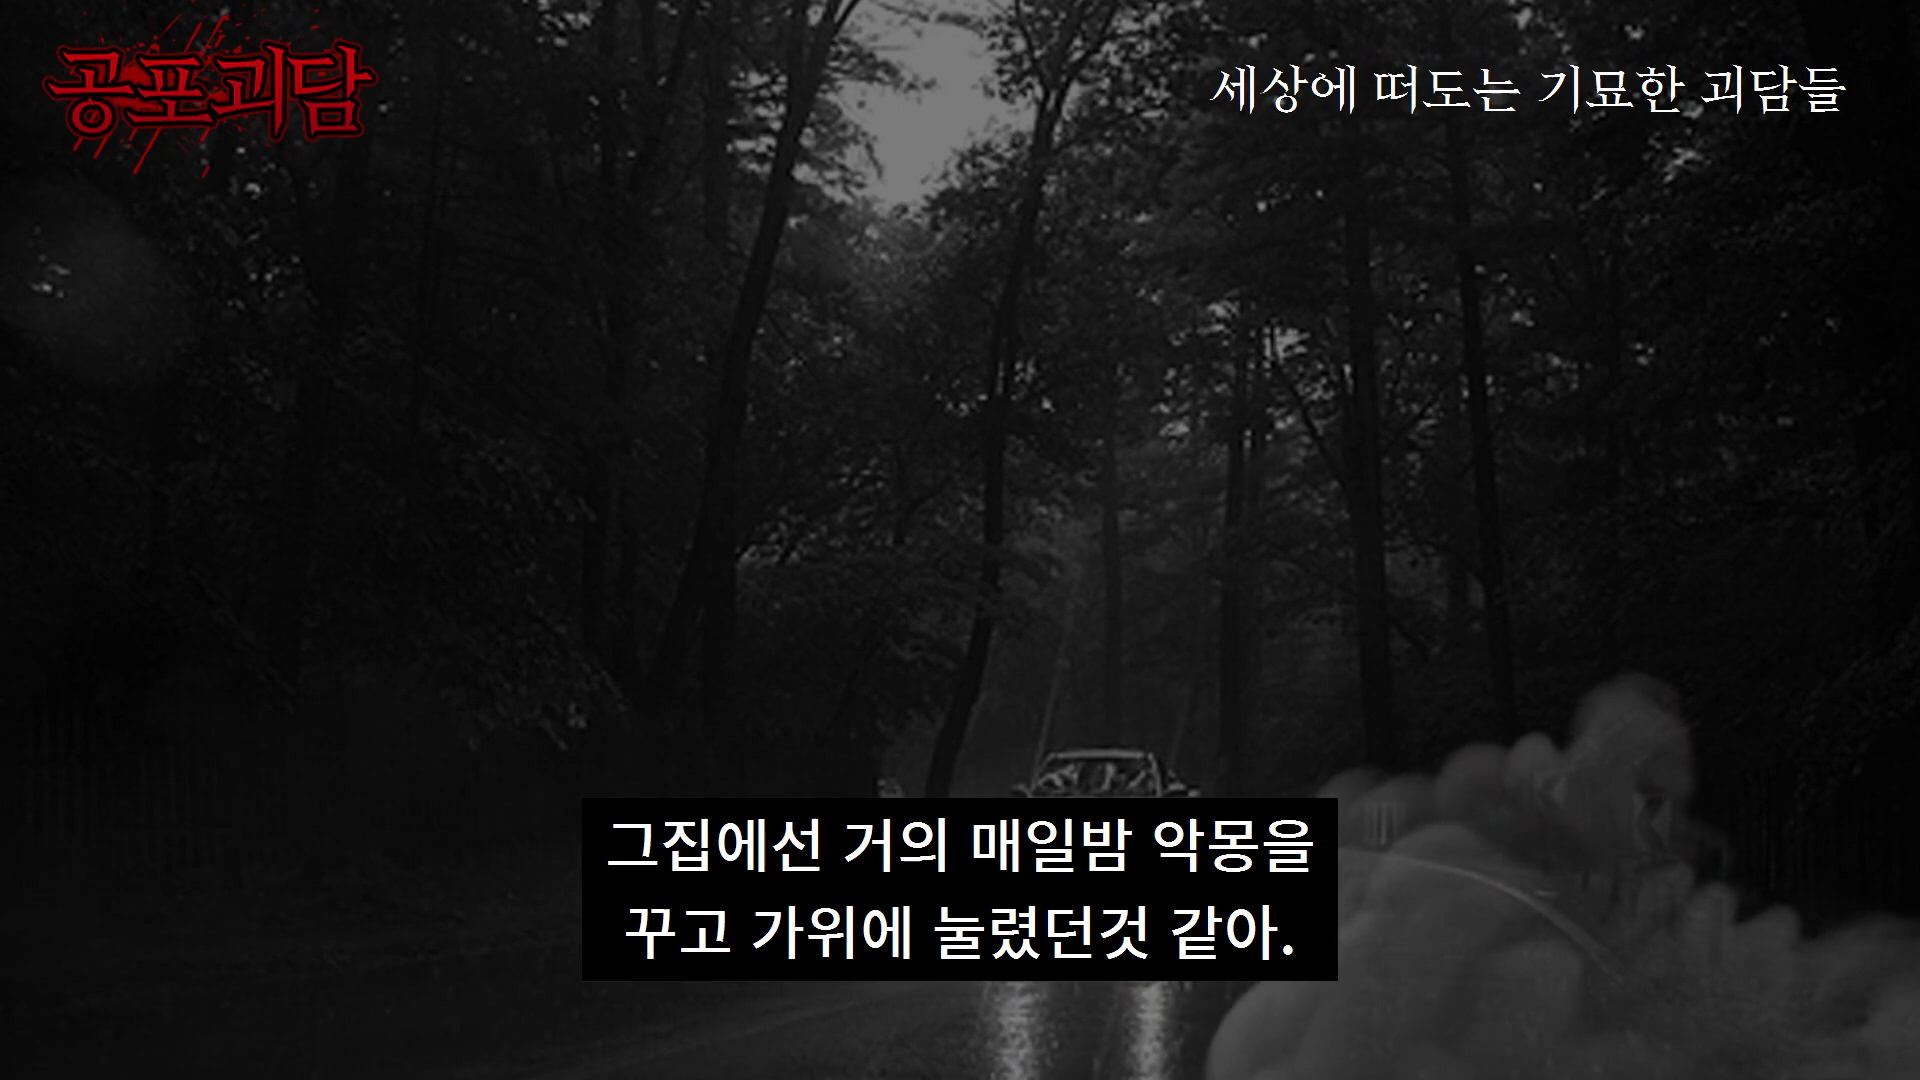 공포괴담
세상에 떠도는 기묘한 괴담들
그집에선 거의 매일밤 악몽을
꾸고 가위에 눌렸던것 같아.